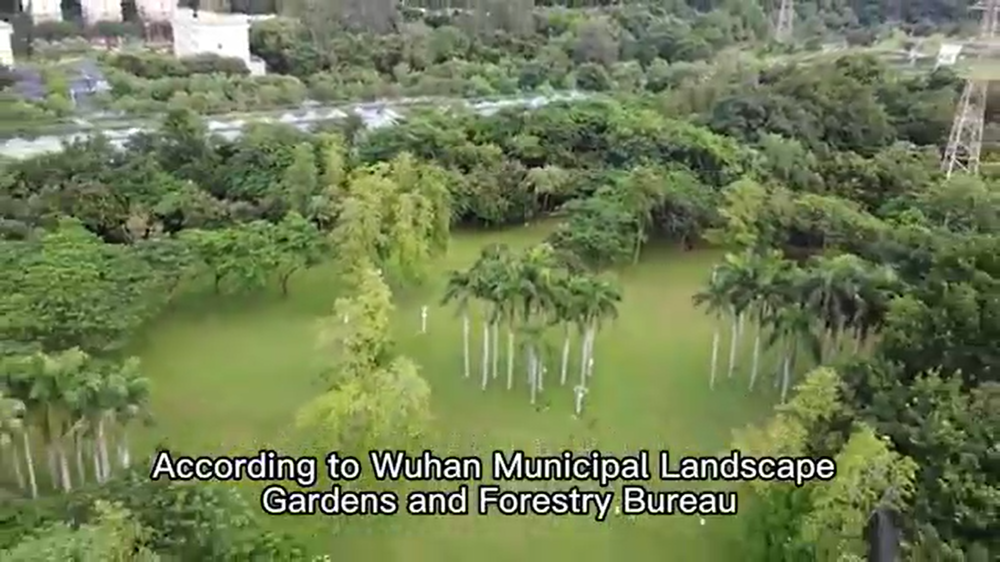 According to Wuhan Municipal Landscape
Gardens and Forestry Bureau